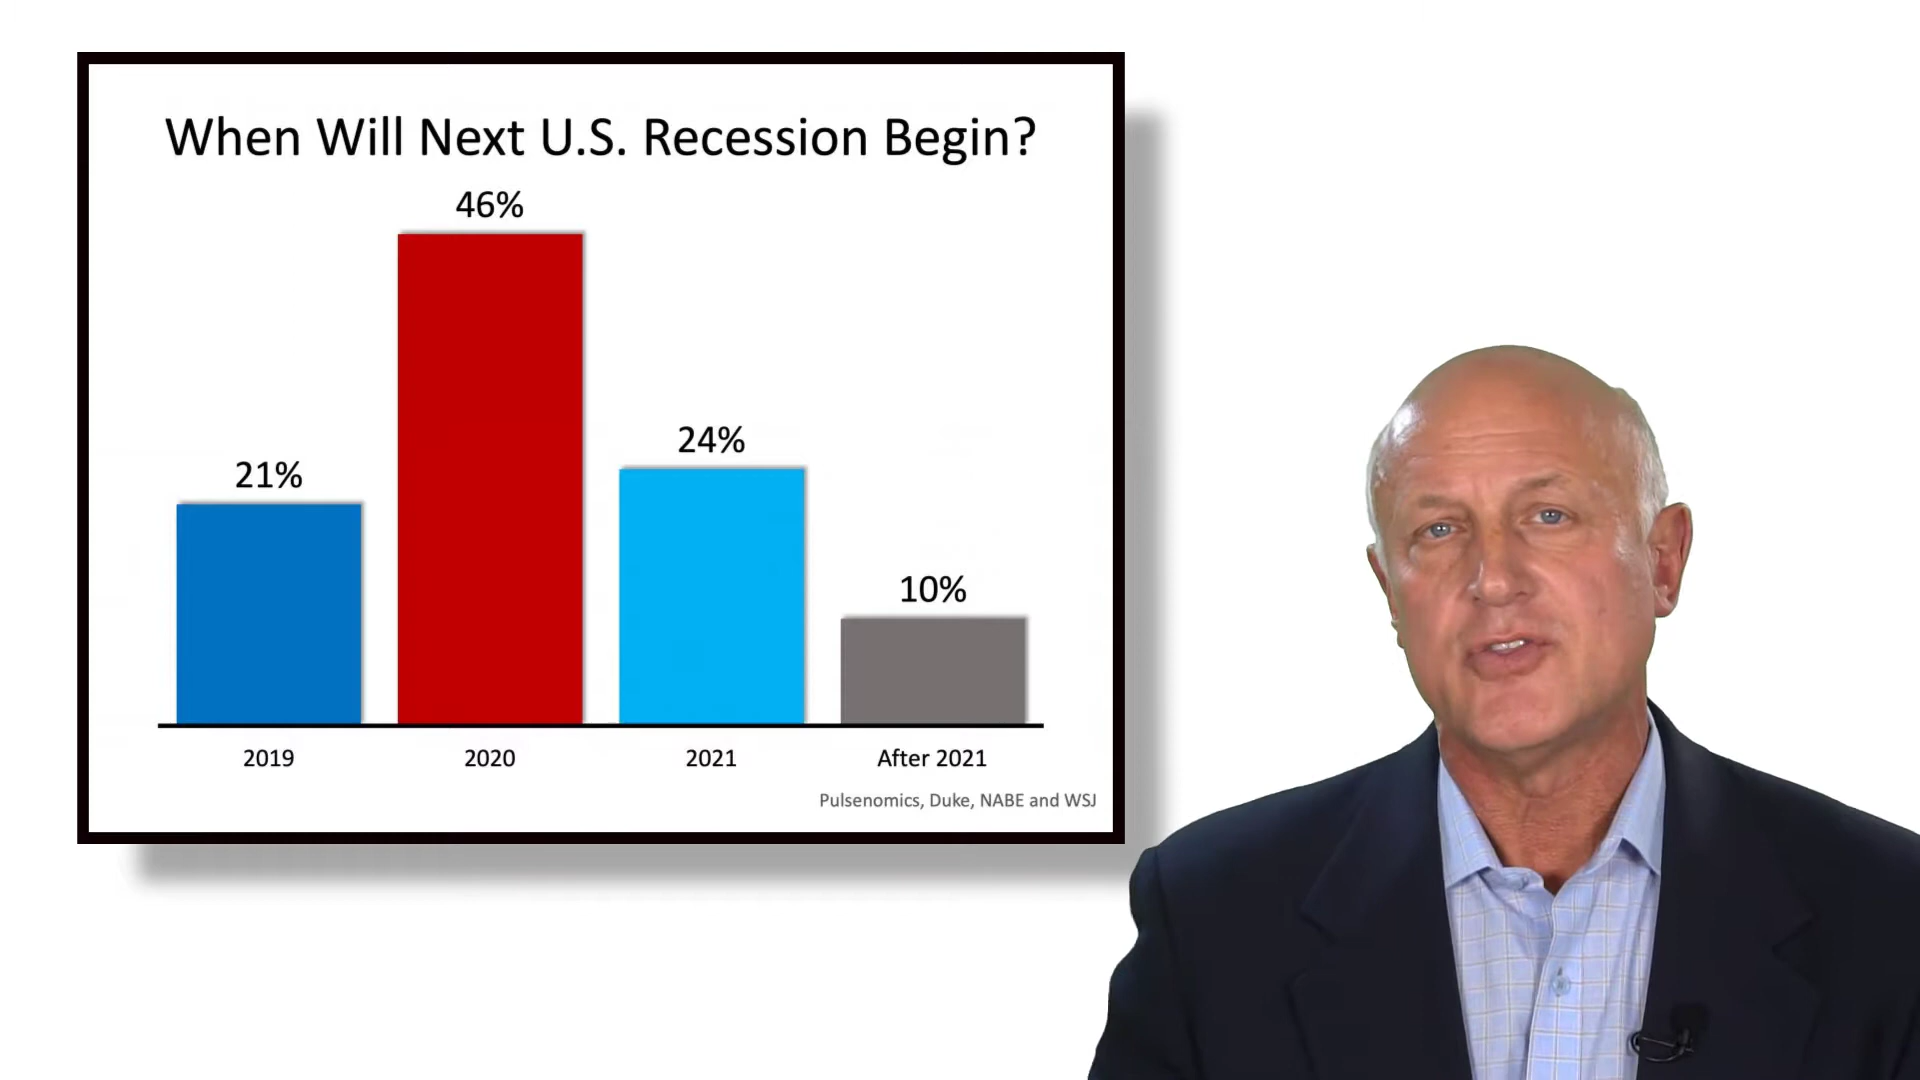 When Will Next U.S. Recession Begin?
46%
24%
21%
10%
2019 2020 2021 After 2021
Pulsenomics, Duke, NABE and WSJ